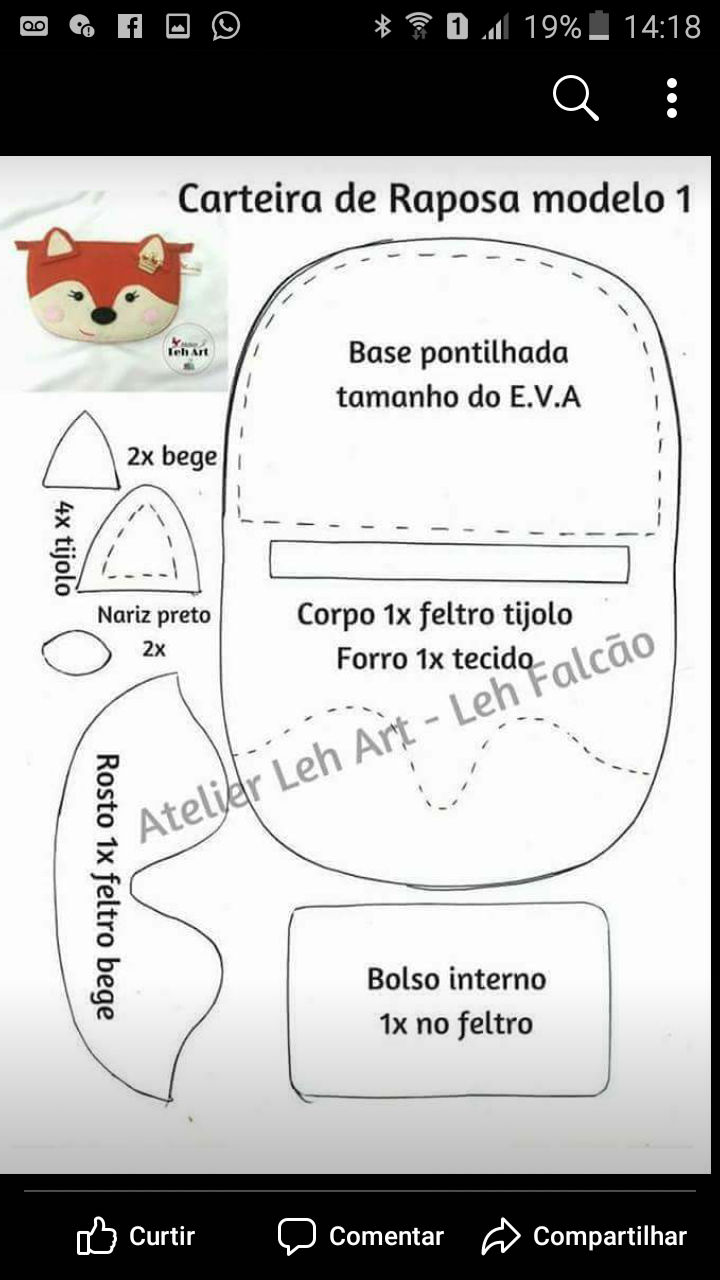 1 19% 14:18
Carteira de Raposa modelo 1
Leh Art
Base pontilhada
tamanho do E.V.A
2x bege
4x tijolo
Nariz preto
2x
Corpo 1x feltro tijolo
Forro 1x tecido
Atelier Leh Art - Leh Falcão
Rosto 1x feltro bege
Bolso interno
1x no feltro
Curtir Comentar Compartilhar